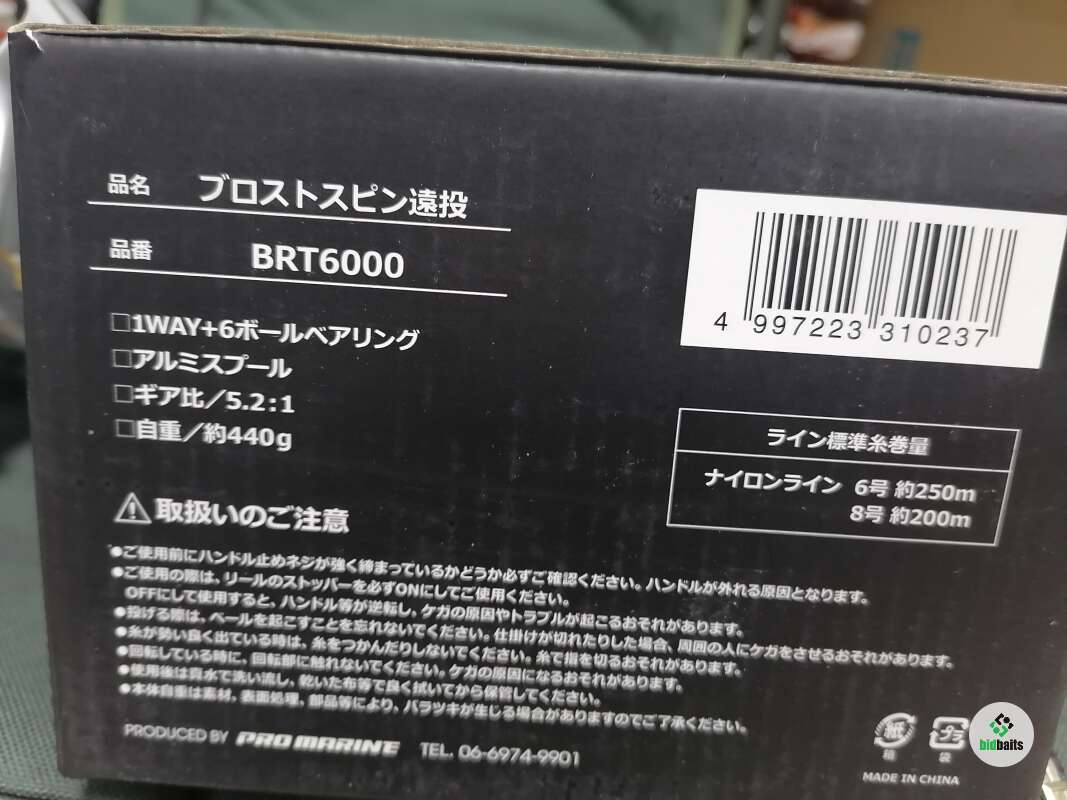 品名 ブロストスピン遠投
品番 BRT6000
□1WAY+6ボールベアリング
□アルミスプール
□ギア比／5.2:1
□自重／約440g
4 997223 310237
ライン標準糸巻量
ナイロンライン 6号 約250m
8号 約200m
⚠取扱いのご注意
●ご使用前にハンドル止めネジが強く締まっているかどうか必ずご確認ください。ハンドルが外れる原因となります。
●ご使用の際は、リールのストッパーを必ずONにしてご使用ください。
OFFにして使用すると、ハンドル等が逆転し、ケガの原因やトラブルが起こるおそれがあります。
●投げる際は、ベールを起こすことを忘れないでください。仕掛けが切れたりした場合、周囲の人にケガをさせるおそれがあります。
●糸が勢い良く出ている時は、糸をつかんだりしないでください。糸で指を切るおそれがあります。
●回転している時に、回転部に触れないでください。ケガの原因になるおそれがあります。
●使用後は真水で洗い流し、乾いた布等で良く拭いてから保管してください。
●本体自重は素材、表面処理、部品等により、バラツキが生じる場合がありますのでご了承ください。
PRODUCED BY PRO MARINE TEL. 06-6974-9901
紙
箱
プラ
袋
MADE IN CHINA
bidbaits